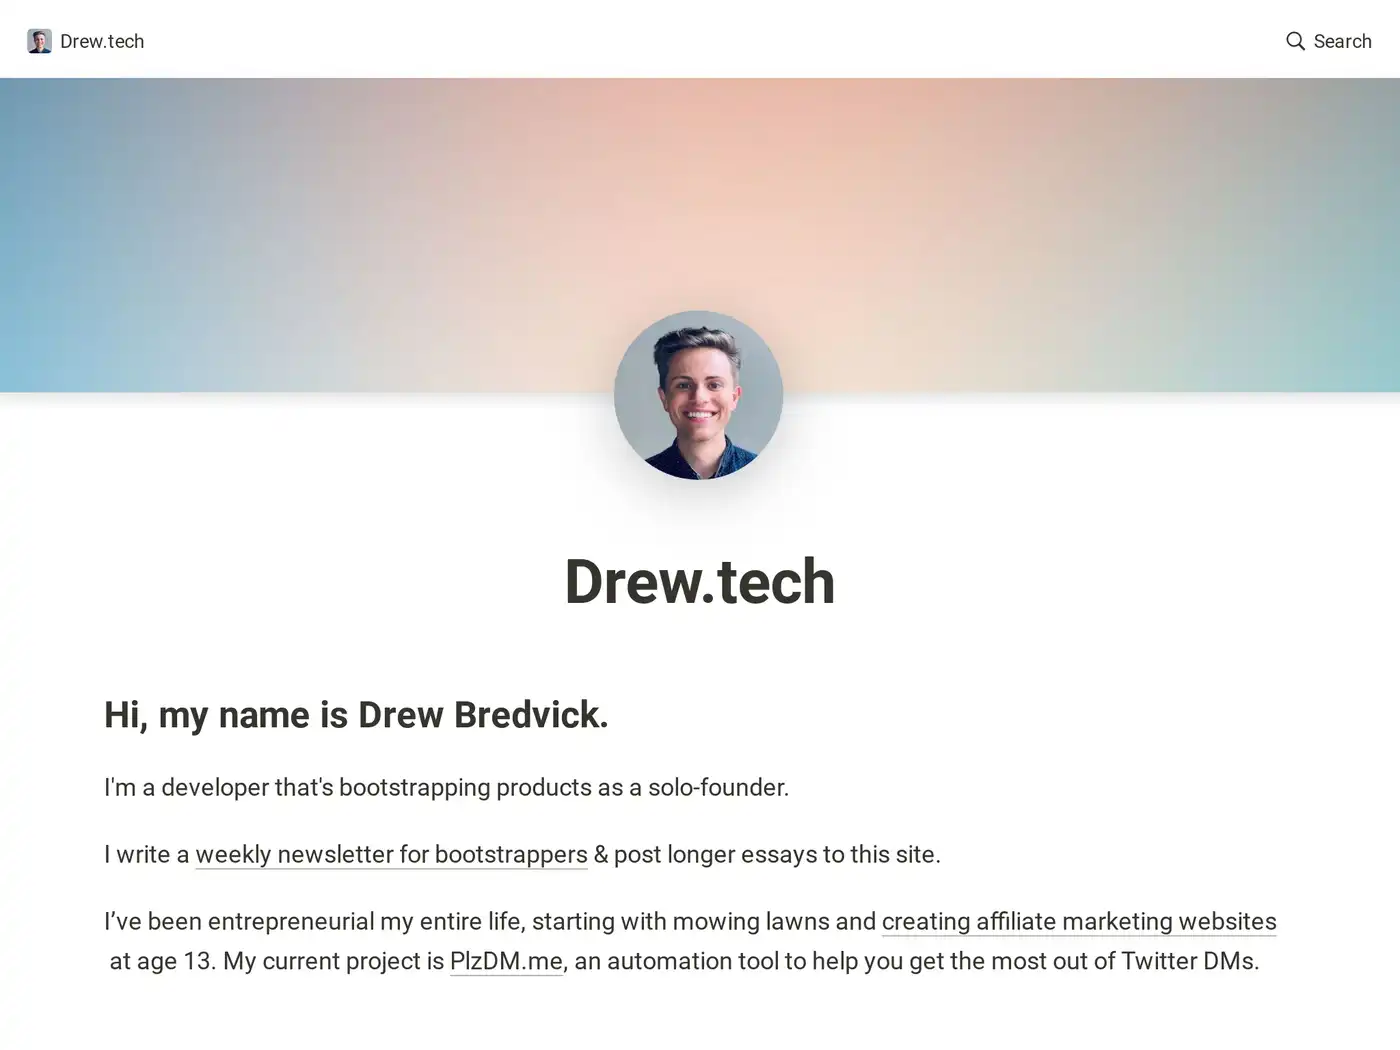 Drew.tech
Search
Drew.tech
Hi, my name is Drew Bredvick.
I'm a developer that's bootstrapping products as a solo-founder.
I write a weekly newsletter for bootstrappers & post longer essays to this site.
I’ve been entrepreneurial my entire life, starting with mowing lawns and creating affiliate marketing websites
at age 13. My current project is PlzDM.me, an automation tool to help you get the most out of Twitter DMs.